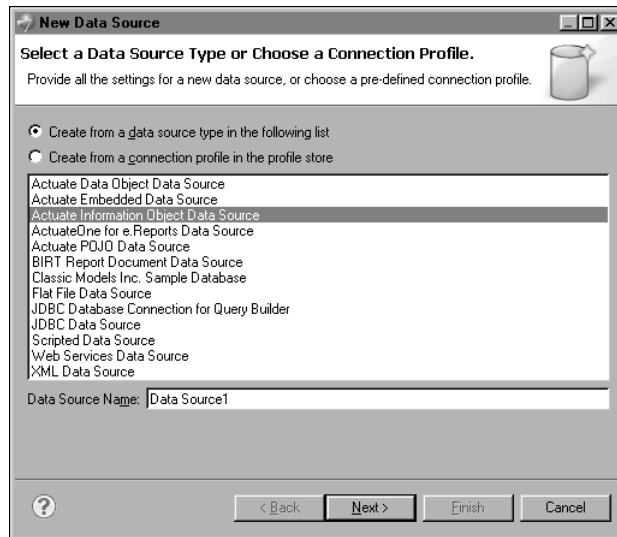 New Data Source
Select a Data Source Type or Choose a Connection Profile.
Provide all the settings for a new data source, or choose a pre-defined connection profile.
Create from a data source type in the following list
Create from a connection profile in the profile store
Actuate Data Object Data Source
Actuate Embedded Data Source
Actuate Information Object Data Source
ActuateOne for e.Reports Data Source
Actuate POJO Data Source
BIRT Report Document Data Source
Classic Models Inc. Sample Database
Flat File Data Source
JDBC Database Connection for Query Builder
JDBC Data Source
Scripted Data Source
Web Services Data Source
XML Data Source
Data Source Name: Data Source1
? < Back Next > Finish Cancel